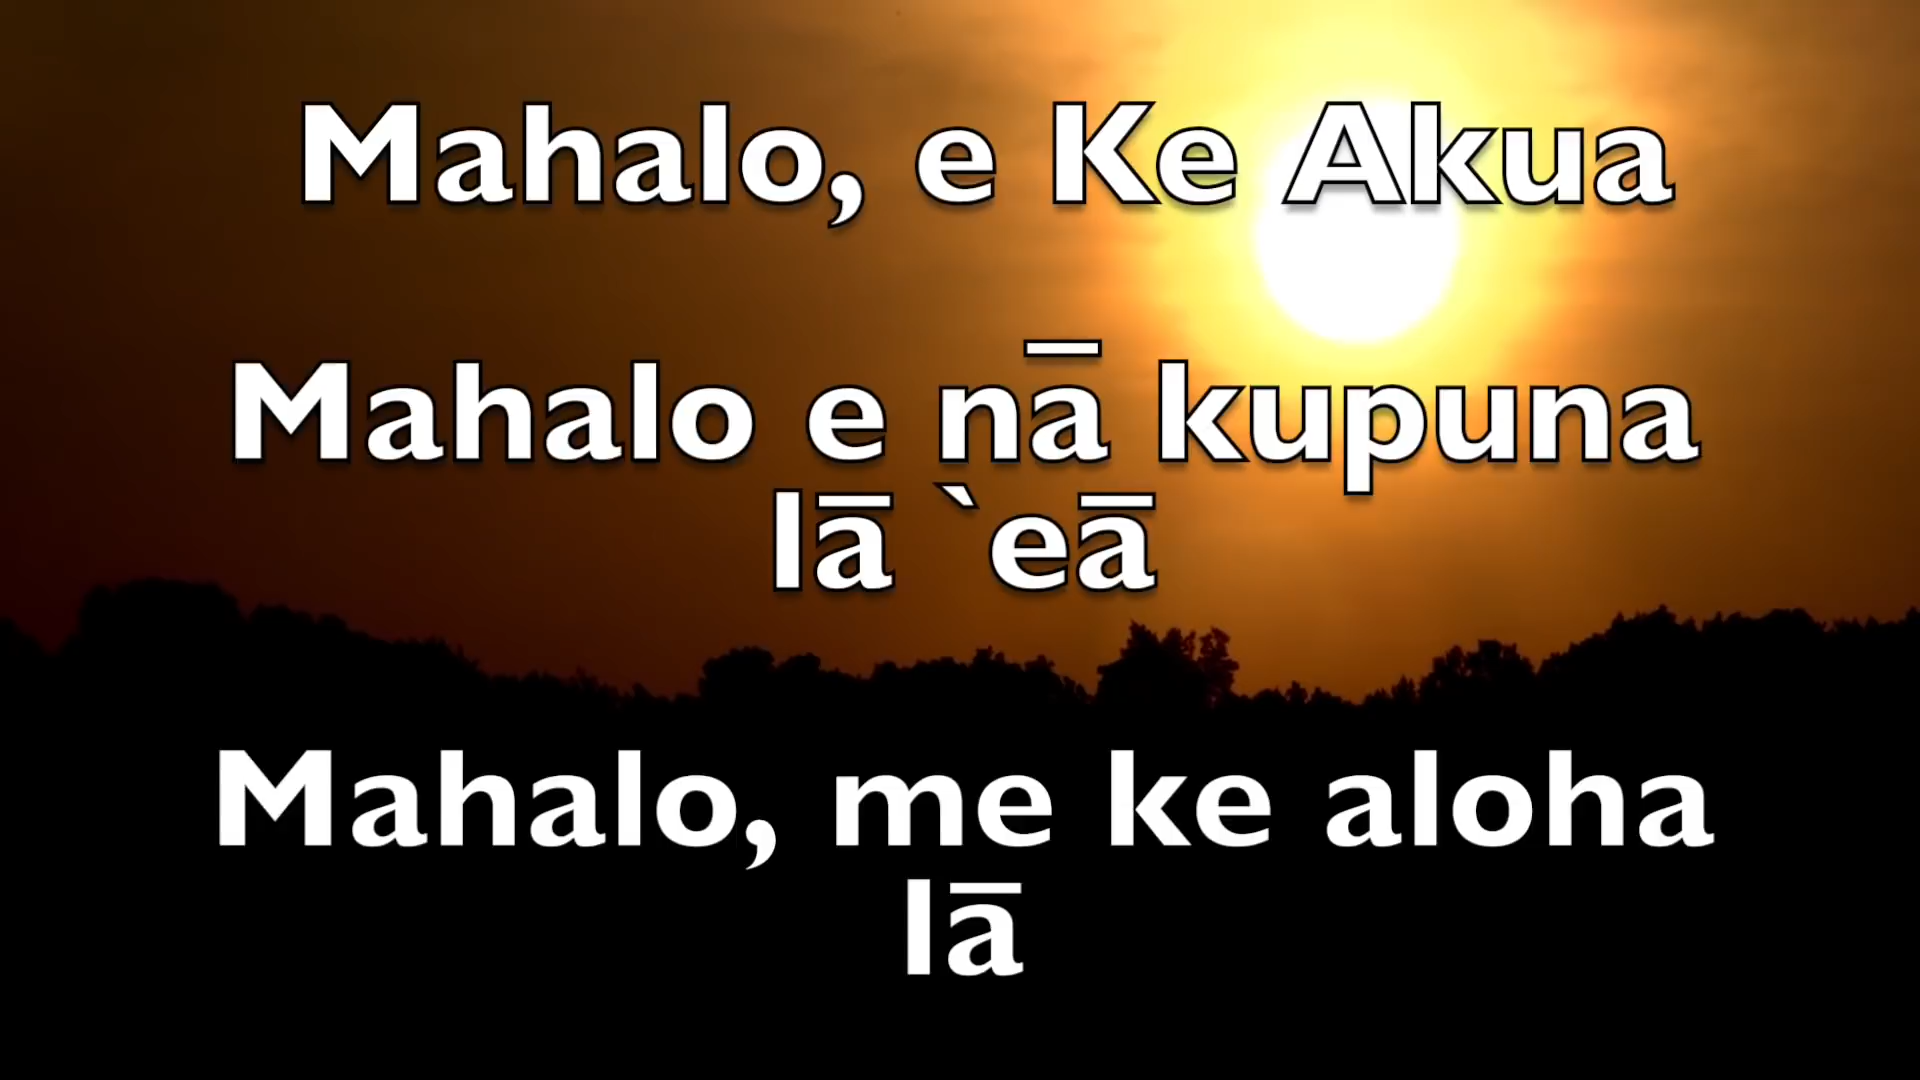 Mahalo, e Ke Akua
Mahalo e nā kupuna
lā `eā
Mahalo, me ke aloha
lā